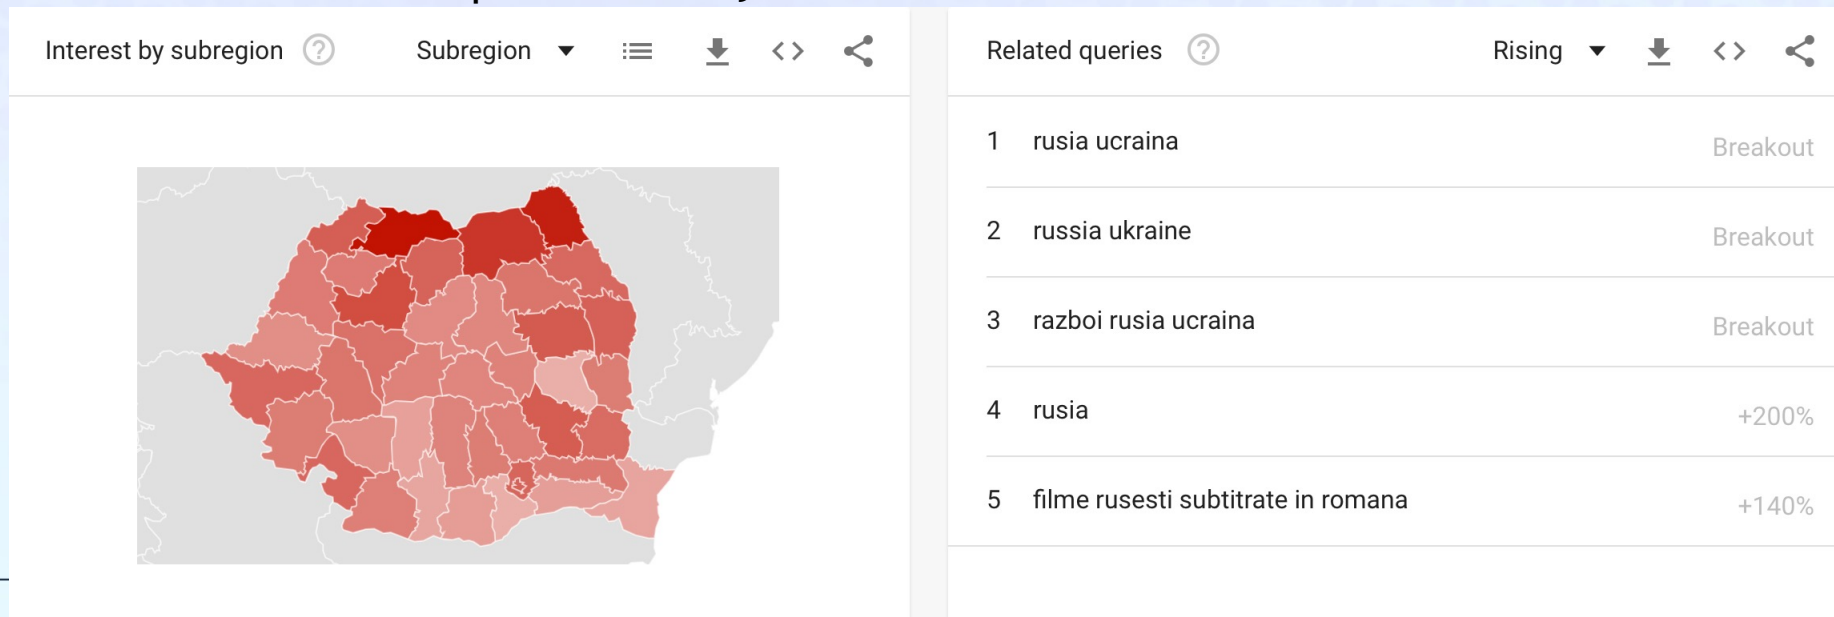 Interest by subregion
Subregion
Related queries
Rising
1 rusia ucraina Breakout
2 russia ukraine Breakout
3 razboi rusia ucraina Breakout
4 rusia +200%
5 filme rusesti subtitrate in romana +140%